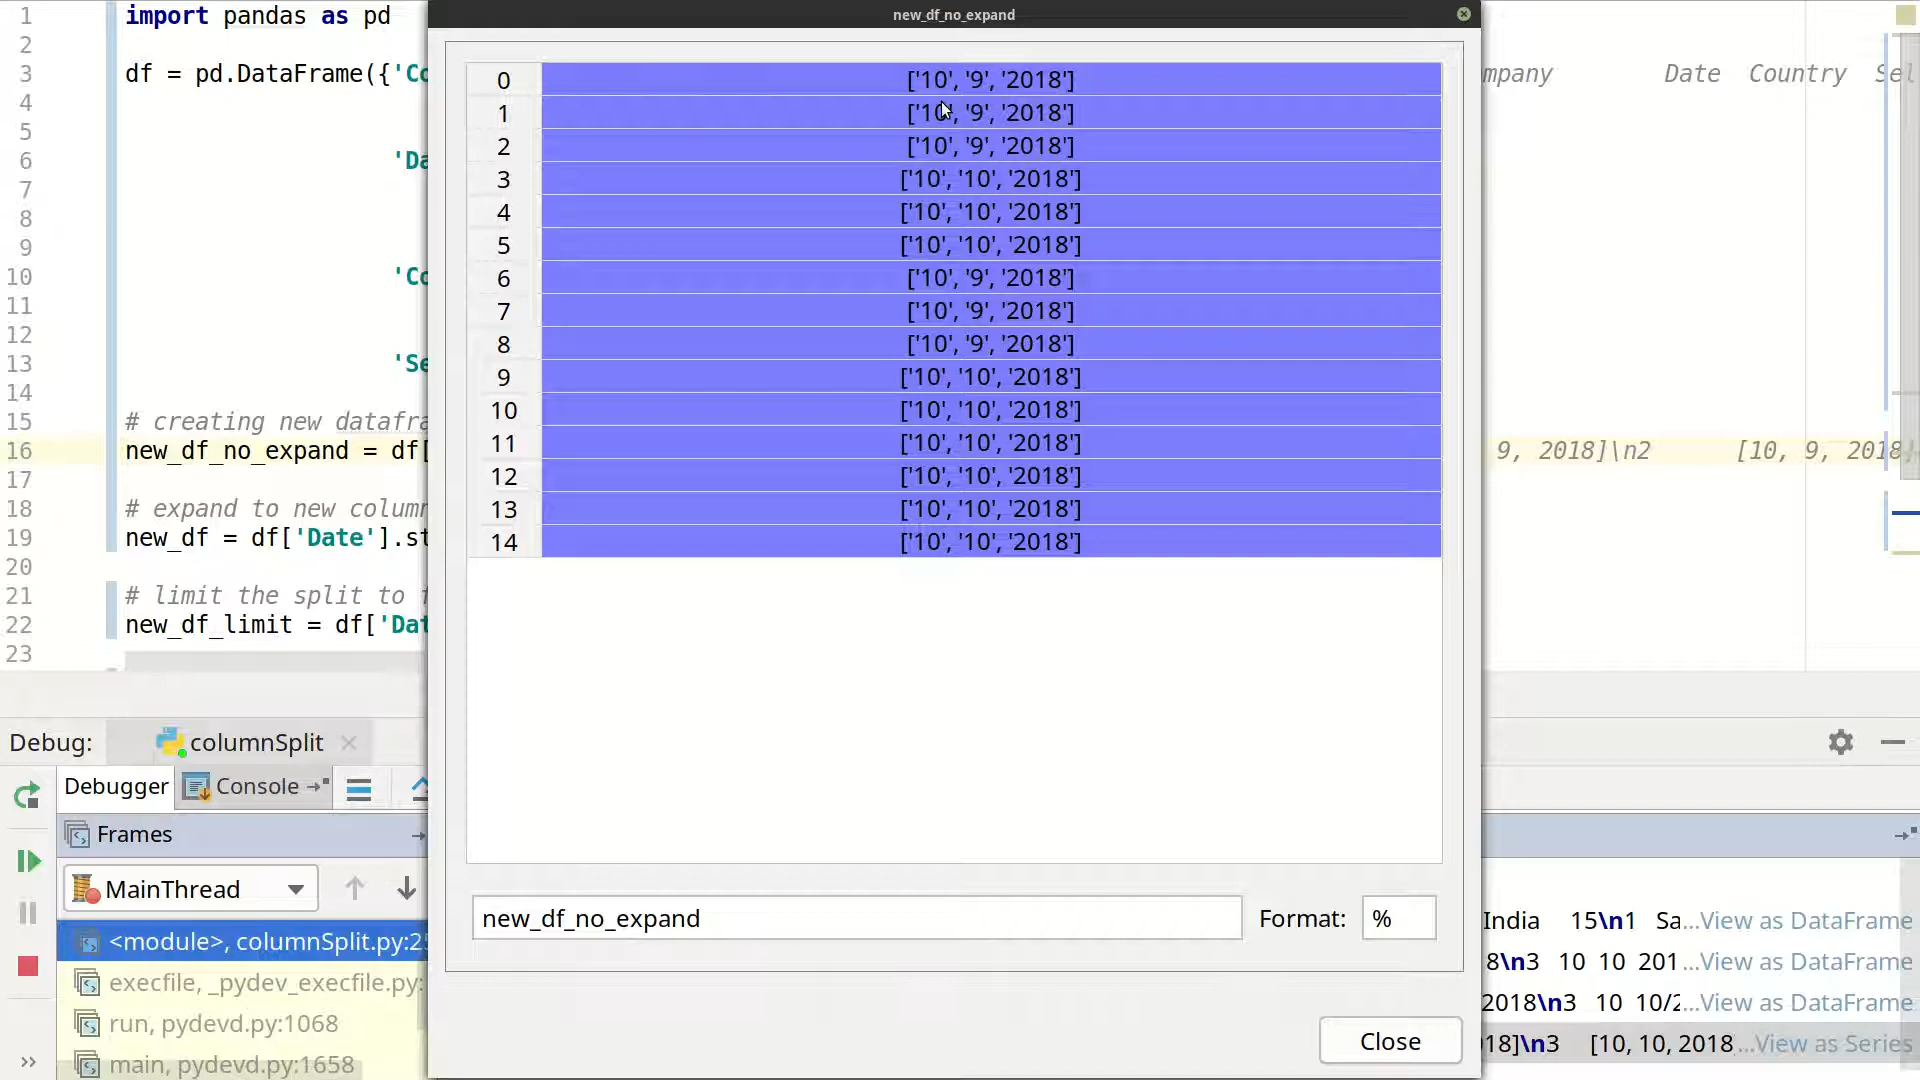 new_df_no_expand
1 import pandas as pd
2
3 df = pd.DataFrame({'Co
4
5
6 'Da
7
8
9
10 'Co
11
12
13 'Se
14
15 # creating new datafra
16 new_df_no_expand = df[
17
18 # expand to new column
19 new_df = df['Date'].st
20
21 # limit the split to f
22 new_df_limit = df['Dat
23
0 ['10', '9', '2018']
1 ['10', '9', '2018']
2 ['10', '9', '2018']
3 ['10', '10', '2018']
4 ['10', '10', '2018']
5 ['10', '10', '2018']
6 ['10', '9', '2018']
7 ['10', '9', '2018']
8 ['10', '9', '2018']
9 ['10', '10', '2018']
10 ['10', '10', '2018']
11 ['10', '10', '2018']
12 ['10', '10', '2018']
13 ['10', '10', '2018']
14 ['10', '10', '2018']
mpany Date Country Sel
9, 2018]\n2 [10, 9, 2018]
new_df_no_expand Format: %
Close
Debug: columnSplit
Debugger Console
Frames
MainThread
<module>, columnSplit.py:25
execfile, _pydev_execfile.py:
run, pydevd.py:1068
main, pydevd.py:1658
India 15\n1 Sa...View as DataFrame
8\n3 10 10 201...View as DataFrame
2018\n3 10 10/2...View as DataFrame
18]\n3 [10, 10, 2018...View as Series